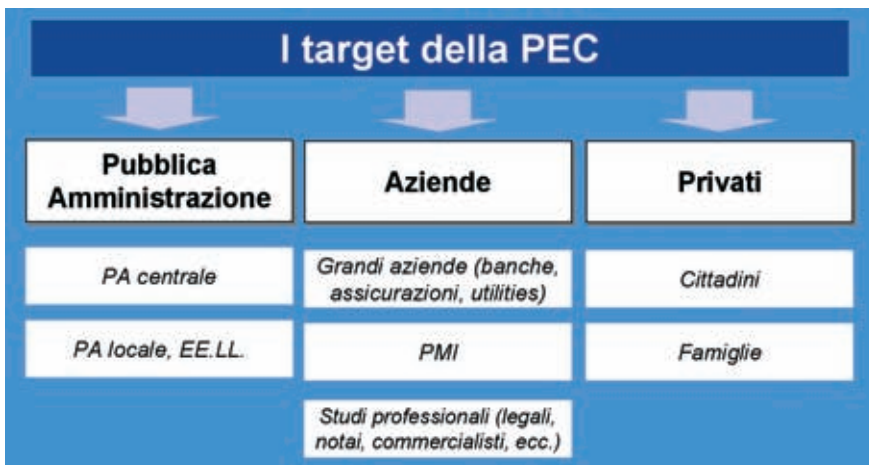 I target della PEC
Pubblica
Amministrazione
Aziende
Privati
PA centrale
Grandi aziende (banche,
assicurazioni, utilities)
Cittadini
PA locale, EE.LL.
PMI
Famiglie
Studi professionali (legali,
notai, commercialisti, ecc.)